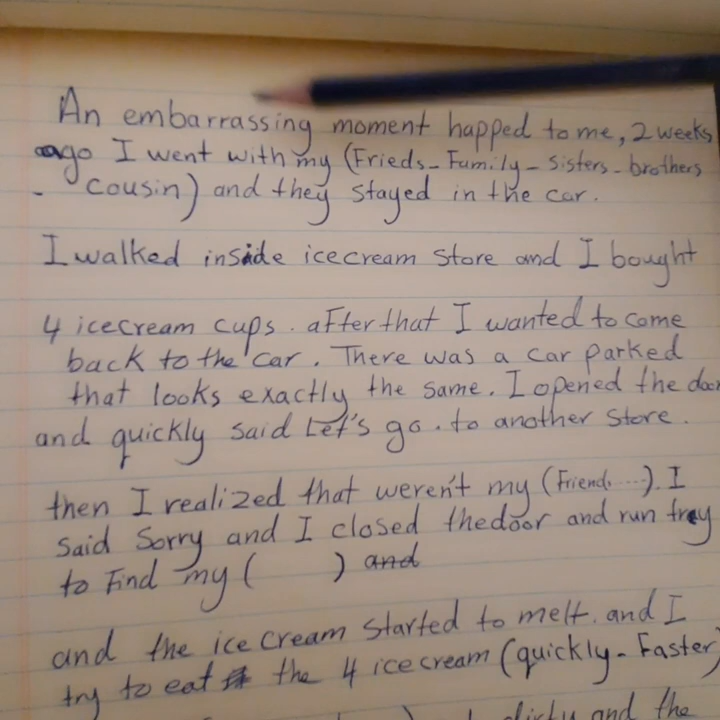 An embarrassing moment happed to me, 2 weeks
ago I went with my (Frieds - Family - Sisters - brothers
- cousin) and they stayed in the car.
I walked inside icecream store and I bought
4 icecream cups. after that I wanted to come
back to the car. There was a car parked
that looks exactly the same. I opened the door
and quickly said Let's go. to another store.
then I realized that weren't my (Friend.....). I
said Sorry and I closed the door and run
to Find my (          ) and
and the ice cream started to melt. and I
try to eat the 4 icecream (quickly - Faster)
and the